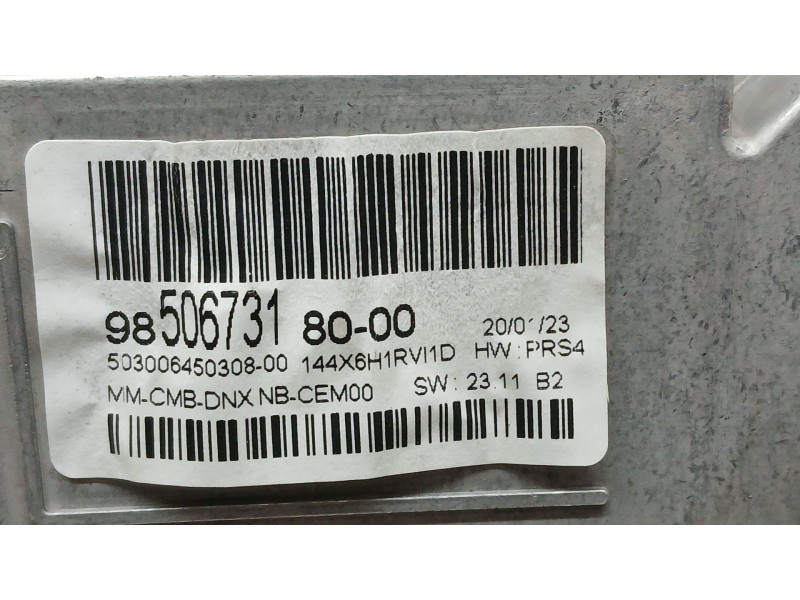 98 506731 80-00 20/01/23
503006450308-00 144X6H1RVI1D HW : PRS4
MM-CMB-DNX NB-CEM00 SW : 23.11 B2